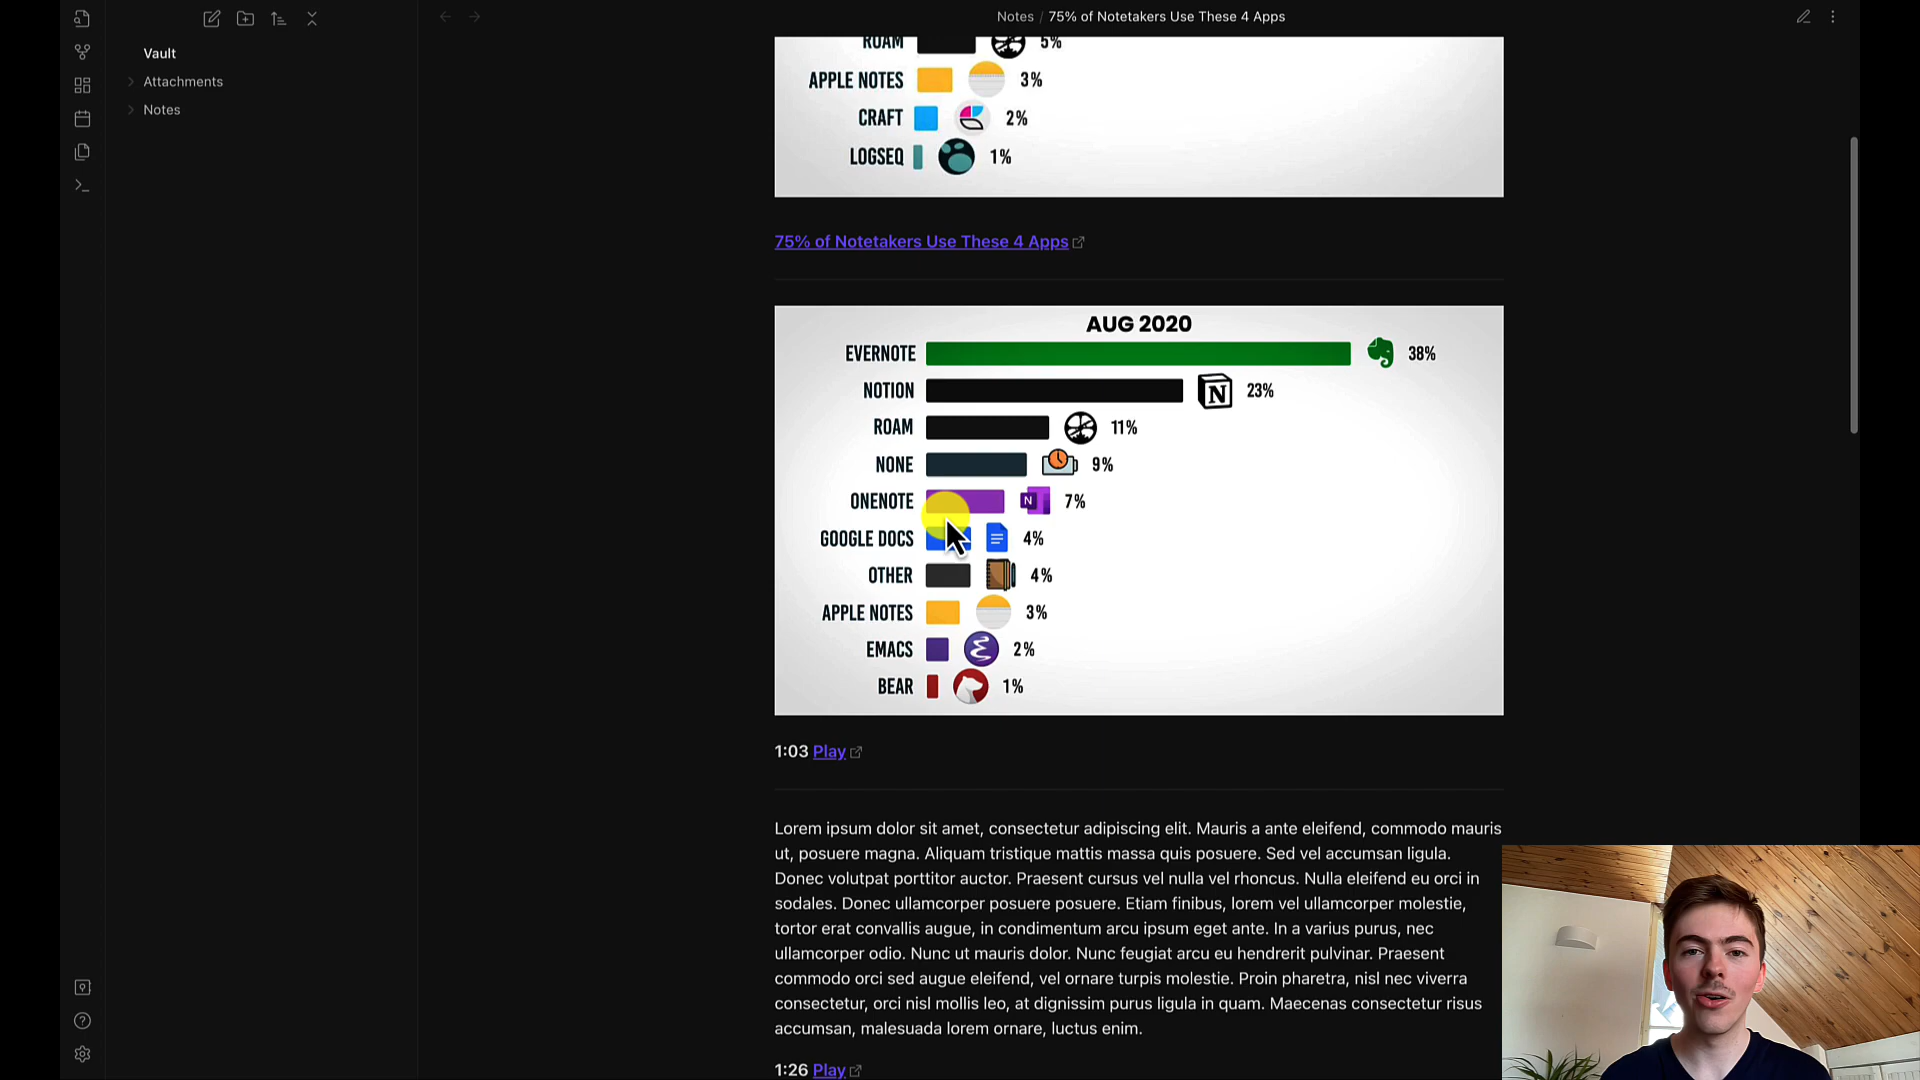 Notes / 75% of Notetakers Use These 4 Apps
Vault
Attachments
Notes
ROAM 5%
APPLE NOTES 3%
CRAFT 2%
LOGSEQ 1%
75% of Notetakers Use These 4 Apps
AUG 2020
EVERNOTE 38%
NOTION N 23%
ROAM 11%
NONE 9%
ONENOTE N 7%
GOOGLE DOCS 4%
OTHER 4%
APPLE NOTES 3%
EMACS 2%
BEAR 1%
1:03 Play
Lorem ipsum dolor sit amet, consectetur adipiscing elit. Mauris a ante eleifend, commodo mauris
ut, posuere magna. Aliquam tristique mattis massa quis posuere. Sed vel accumsan ligula.
Donec volutpat porttitor auctor. Praesent cursus vel nulla vel rhoncus. Nulla eleifend eu orci in
sodales. Donec ullamcorper posuere posuere. Etiam finibus, lorem vel ullamcorper molestie,
tortor erat convallis augue, in condimentum arcu ipsum eget ante. In a varius purus, nec
ullamcorper odio. Nunc ut mauris dolor. Nunc feugiat arcu eu hendrerit pulvinar. Praesent
commodo orci sed augue eleifend, vel ornare turpis molestie. Proin pharetra, nisl nec viverra
consectetur, orci nisl mollis leo, at dignissim purus ligula in quam. Maecenas consectetur risus
accumsan, malesuada lorem ornare, luctus enim.
1:26 Play